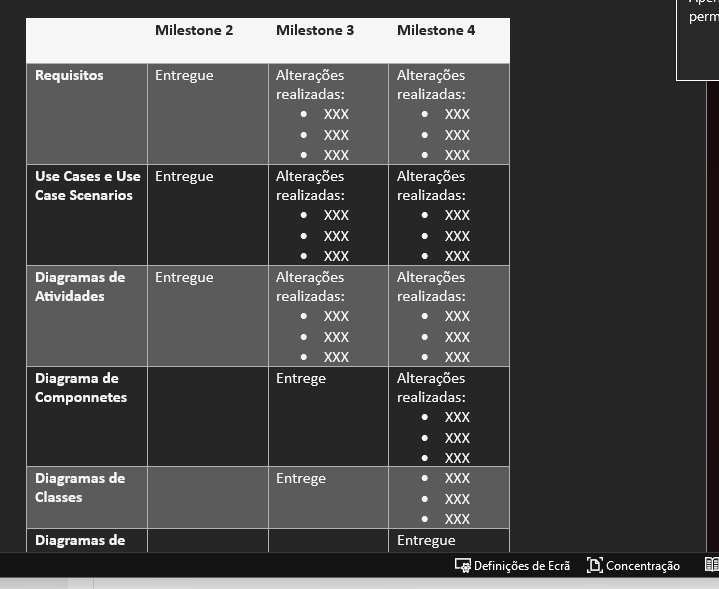 perm
Milestone 2 Milestone 3 Milestone 4
Requisitos Entregue Alterações Alterações
realizadas: realizadas:
• XXX • XXX
• XXX • XXX
• XXX • XXX
Use Cases e Use Entregue Alterações Alterações
Case Scenarios realizadas: realizadas:
• XXX • XXX
• XXX • XXX
• XXX • XXX
Diagramas de Entregue Alterações Alterações
Atividades realizadas: realizadas:
• XXX • XXX
• XXX • XXX
• XXX • XXX
Diagrama de Entrege Alterações
Componnetes realizadas:
• XXX
• XXX
• XXX
Diagramas de Entrege • XXX
Classes • XXX
• XXX
Diagramas de Entregue
Definições de Ecrã Concentração